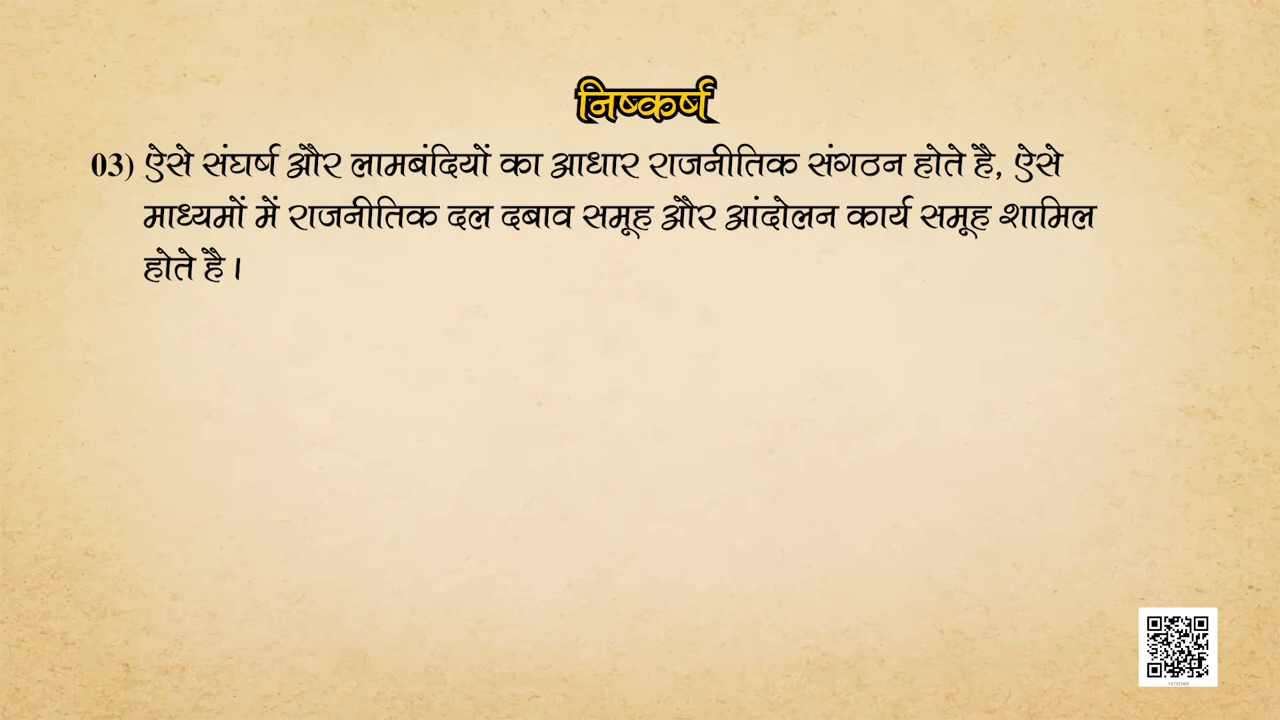 निष्कर्ष
03) ऐसे संघर्ष और लामबंदियों का आधार राजनीतिक संगठन होते है, ऐसे
माध्यमों में राजनीतिक दल दबाव समूह और आंदोलन कार्य समूह शामिल
होते है।